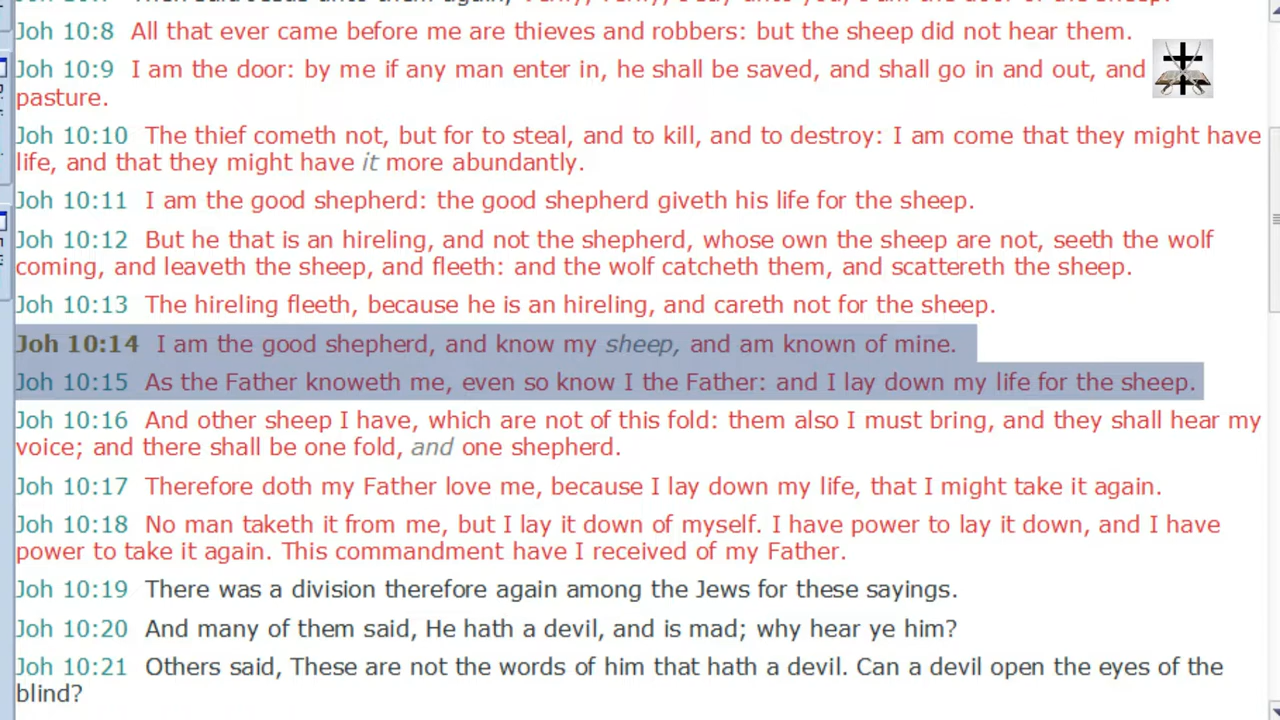 Joh 10:8 All that ever came before me are thieves and robbers: but the sheep did not hear them.
Joh 10:9 I am the door: by me if any man enter in, he shall be saved, and shall go in and out, and
pasture.
Joh 10:10 The thief cometh not, but for to steal, and to kill, and to destroy: I am come that they might have
life, and that they might have it more abundantly.
Joh 10:11 I am the good shepherd: the good shepherd giveth his life for the sheep.
Joh 10:12 But he that is an hireling, and not the shepherd, whose own the sheep are not, seeth the wolf
coming, and leaveth the sheep, and fleeth: and the wolf catcheth them, and scattereth the sheep.
Joh 10:13 The hireling fleeth, because he is an hireling, and careth not for the sheep.
Joh 10:14 I am the good shepherd, and know my sheep, and am known of mine.
Joh 10:15 As the Father knoweth me, even so know I the Father: and I lay down my life for the sheep.
Joh 10:16 And other sheep I have, which are not of this fold: them also I must bring, and they shall hear my
voice; and there shall be one fold, and one shepherd.
Joh 10:17 Therefore doth my Father love me, because I lay down my life, that I might take it again.
Joh 10:18 No man taketh it from me, but I lay it down of myself. I have power to lay it down, and I have
power to take it again. This commandment have I received of my Father.
Joh 10:19 There was a division therefore again among the Jews for these sayings.
Joh 10:20 And many of them said, He hath a devil, and is mad; why hear ye him?
Joh 10:21 Others said, These are not the words of him that hath a devil. Can a devil open the eyes of the
blind?